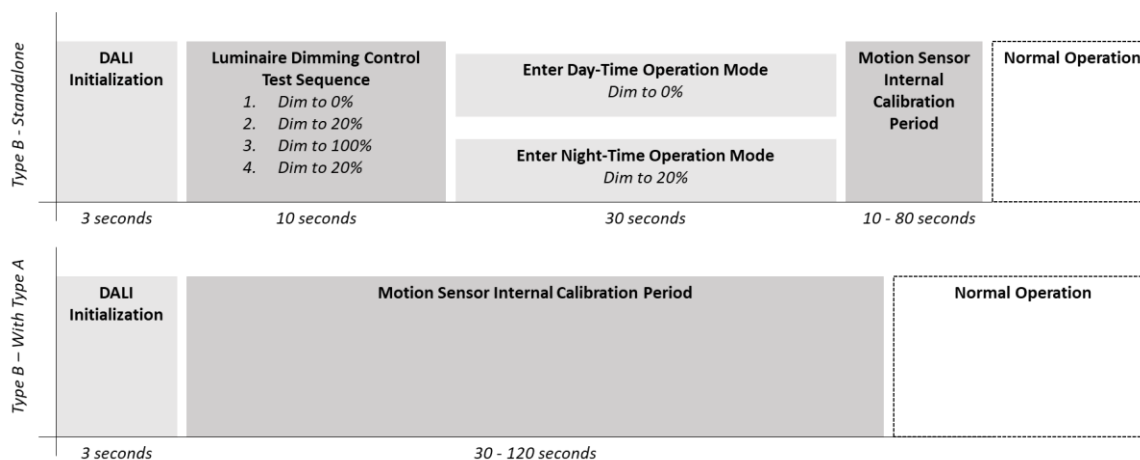 Type B - Standalone
DALI
Initialization
Luminaire Dimming Control
Test Sequence
1. Dim to 0%
2. Dim to 20%
3. Dim to 100%
4. Dim to 20%
Enter Day-Time Operation Mode
Dim to 0%
Enter Night-Time Operation Mode
Dim to 20%
Motion Sensor
Internal
Calibration
Period
Normal Operation
3 seconds
10 seconds
30 seconds
10 - 80 seconds
Type B – With Type A
DALI
Initialization
Motion Sensor Internal Calibration Period
Normal Operation
3 seconds
30 - 120 seconds